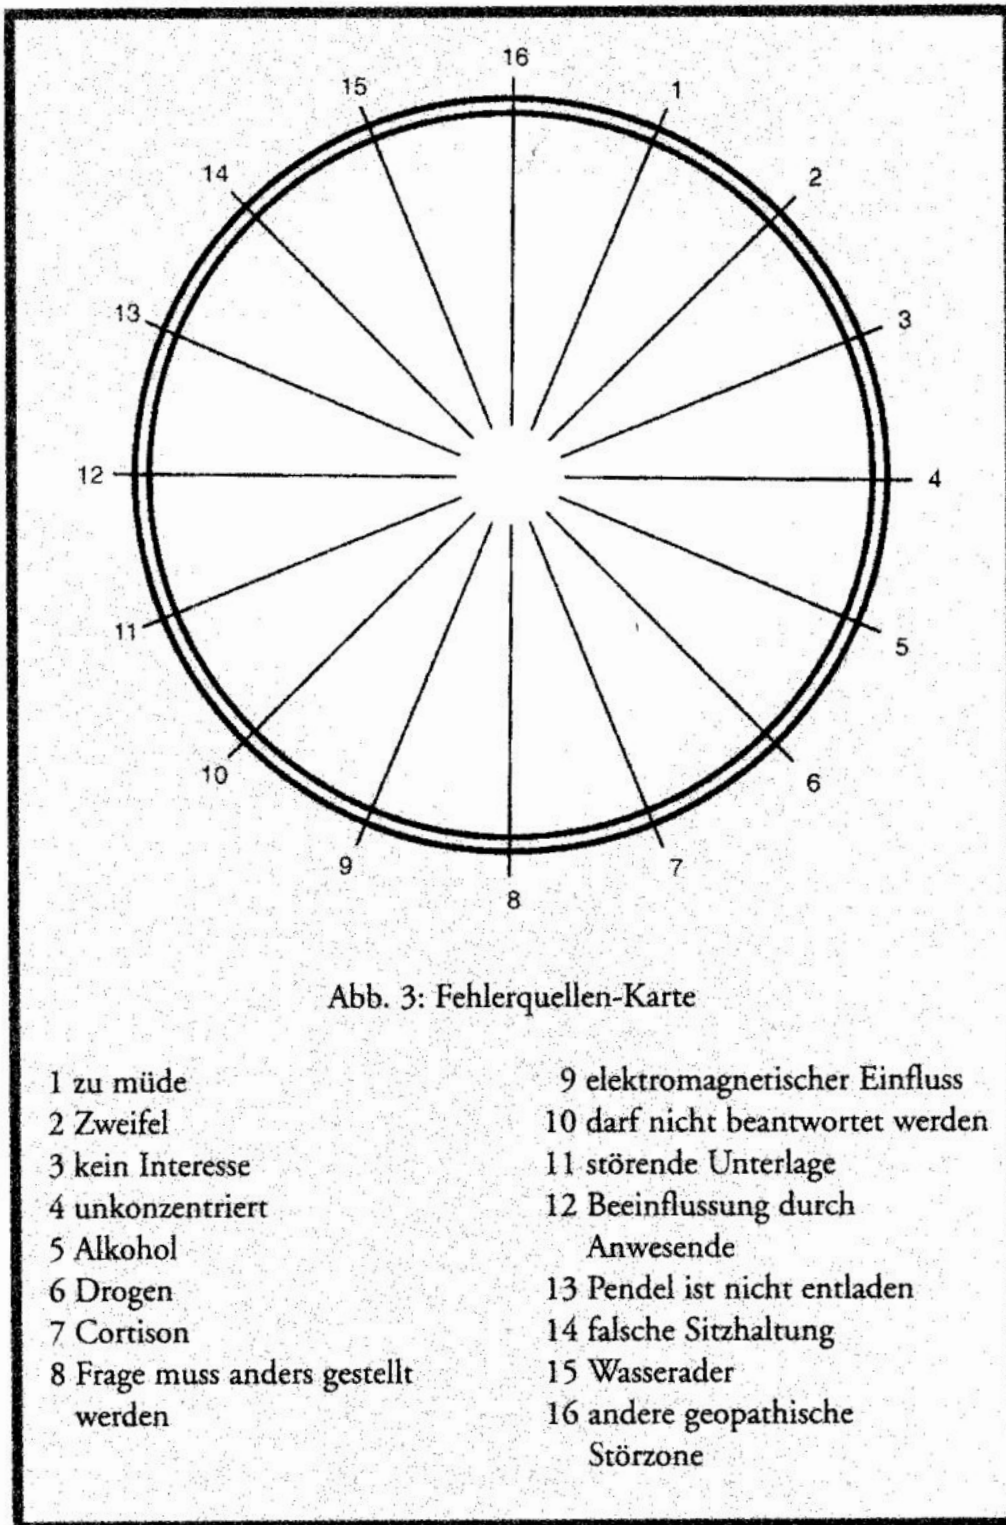 16
15
1
14
2
13
3
12
4
11
5
10
6
9
7
8
Abb. 3: Fehlerquellen-Karte
1 zu müde
2 Zweifel
3 kein Interesse
4 unkonzentriert
5 Alkohol
6 Drogen
7 Cortison
8 Frage muss anders gestellt
werden
9 elektromagnetischer Einfluss
10 darf nicht beantwortet werden
11 störende Unterlage
12 Beeinflussung durch
Anwesende
13 Pendel ist nicht entladen
14 falsche Sitzhaltung
15 Wasserader
16 andere geopathische
Störzone